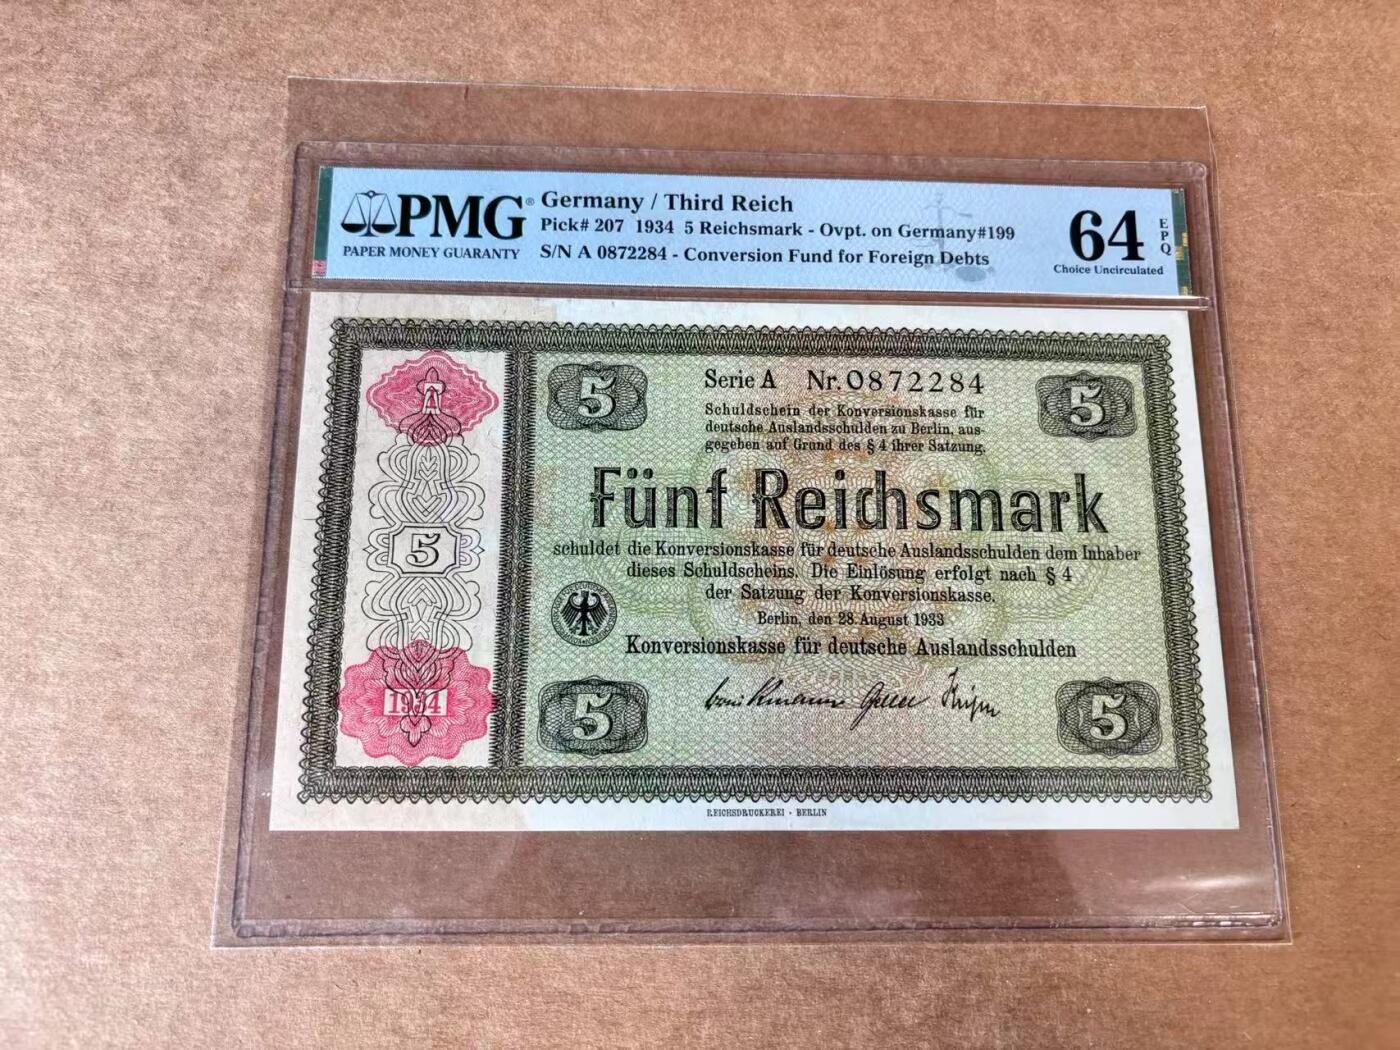 PMG®
PAPER MONEY GUARANTY
Germany / Third Reich
Pick# 207 1934 5 Reichsmark - Ovpt. on Germany#199
S/N A 0872284 - Conversion Fund for Foreign Debts
64
EPQ
Choice Uncirculated
5
Serie A Nr. 0872284
5
Schuldschein der Konversionskasse für
deutsche Auslandsschulden zu Berlin, aus-
gegeben auf Grund des § 4 ihrer Satzung.
Fünf Reichsmark
schuldet die Konversionskasse für deutsche Auslandsschulden dem Inhaber
dieses Schuldscheins. Die Einlösung erfolgt nach § 4
der Satzung der Konversionskasse.
Berlin, den 28. August 1933
Konversionskasse für deutsche Auslandsschulden
5
5
A
5
1934
REICHSDRUCKEREI · BERLIN